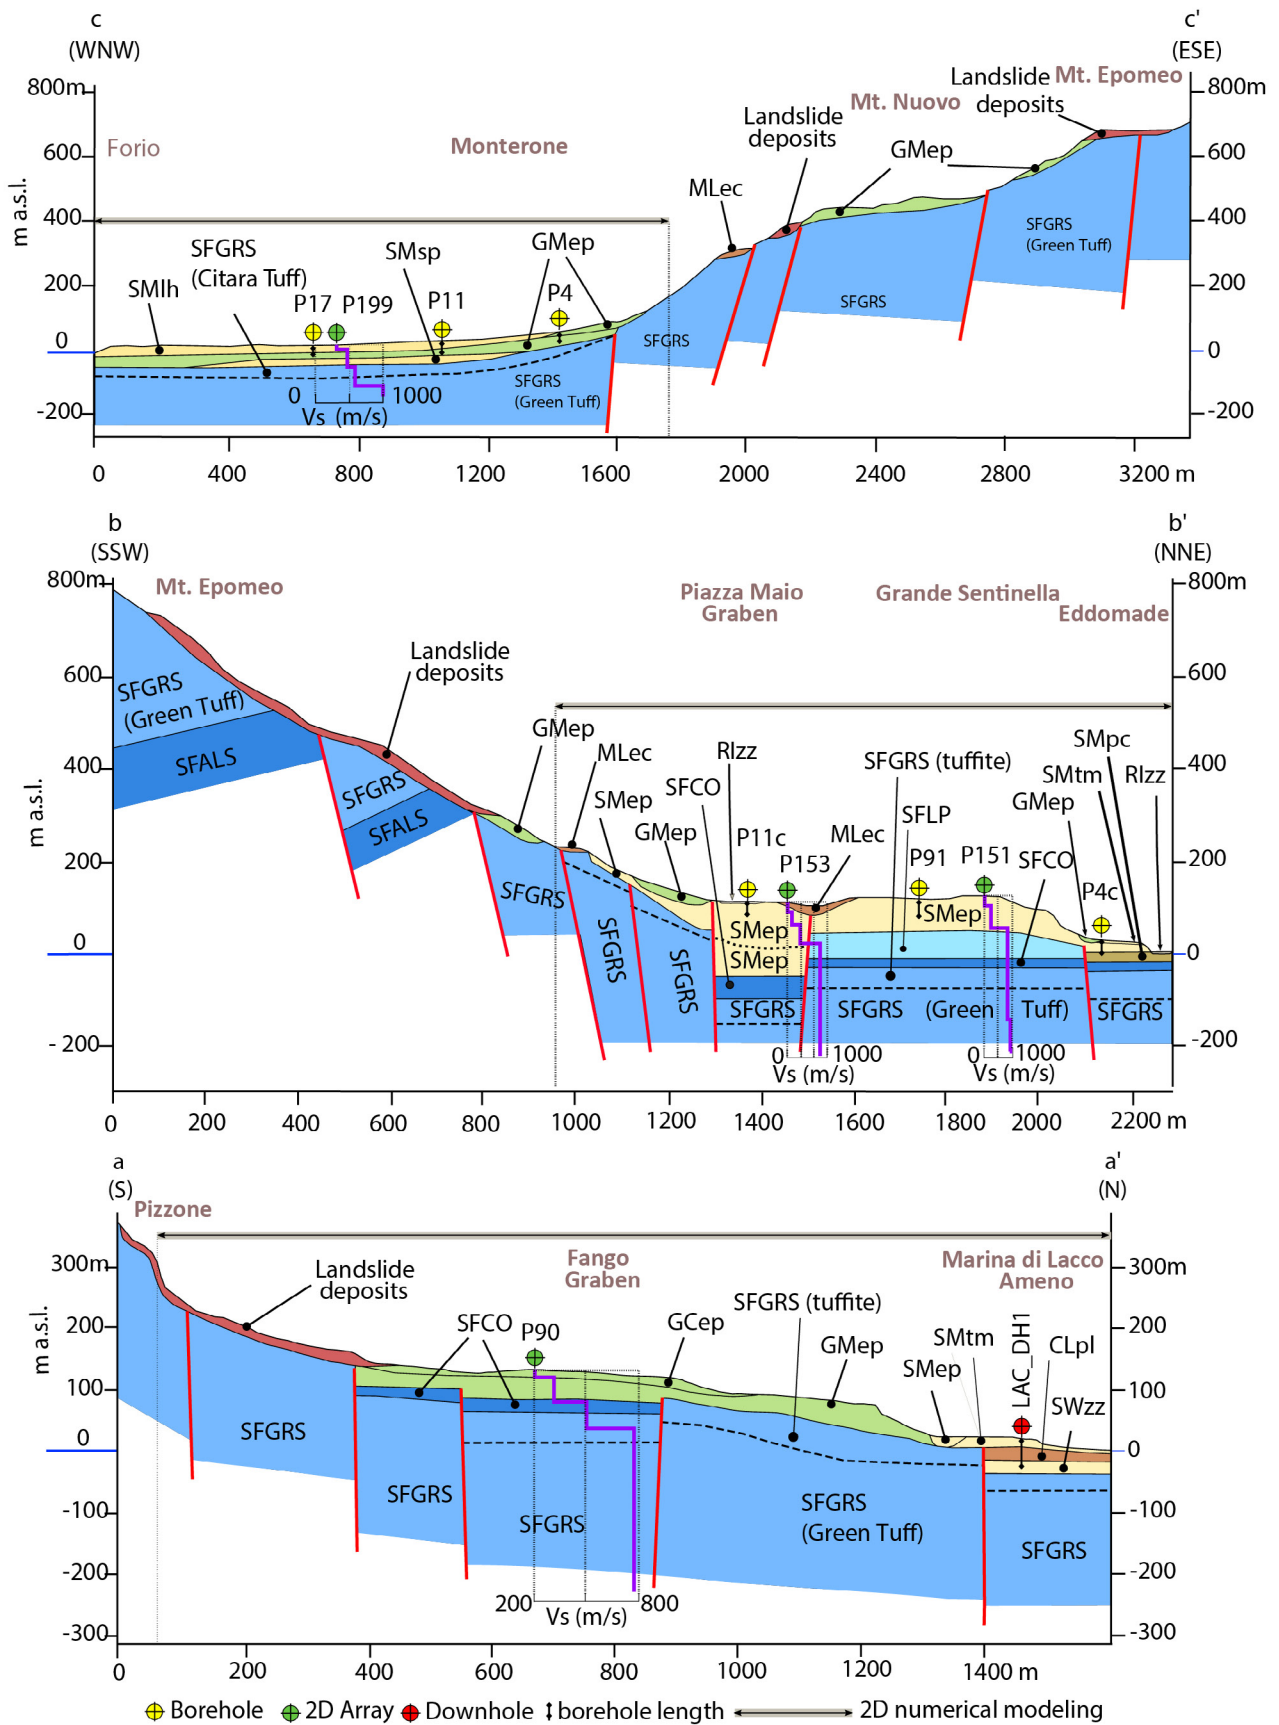 c
(WNW)
c'
(ESE)
800m
600
400
200
0
-200
m a.s.l.
800m
600
400
200
0
-200
Forio
Monterone
Mt. Nuovo
Mt. Epomeo
Landslide
deposits
Landslide
deposits
GMep
MLec
SFGRS
(Citara Tuff)
SMlh
P17
P199
SMsp
P11
GMep
P4
SFGRS
(Green Tuff)
SFGRS
SFGRS
SFGRS
(Green Tuff)
0
1000
Vs (m/s)
0 400 800 1200 1600 2000 2400 2800 3200 m
b
(SSW)
b'
(NNE)
800m
600
400
200
0
-200
m a.s.l.
800m
600
400
200
0
-200
Mt. Epomeo
Piazza Maio
Graben
Grande Sentinella
Eddomade
Landslide
deposits
SFGRS
(Green Tuff)
SFALS
SFGRS
SFALS
GMep
MLec
SMep
GMep
SFCO
RIzz
P11c
P153
MLec
SFGRS (tuffite)
SFLP
P91
P151
SFCO
GMep
SMtm
SMpc
RIzz
P4c
SMep
SMep
SMep
SFGRS
SFGRS
SFGRS
SFGRS
SFGRS (Green Tuff)
SFGRS
0
1000
Vs (m/s)
0
1000
Vs (m/s)
0 200 400 600 800 1000 1200 1400 1600 1800 2000 2200 m
a
(S)
a'
(N)
300m
200
100
0
-100
-200
-300
m a.s.l.
300m
200
100
0
-100
-200
-300
Pizzone
Fango
Graben
Marina di Lacco
Ameno
Landslide
deposits
SFCO
P90
GCep
SFGRS (tuffite)
GMep
SMep
SMtm
LAC_DH1
CLpl
SWzz
SFGRS
SFGRS
SFGRS
SFGRS
(Green Tuff)
SFGRS
200
800
Vs (m/s)
0 200 400 600 800 1000 1200 1400 m
Borehole 2D Array Downhole borehole length 2D numerical modeling